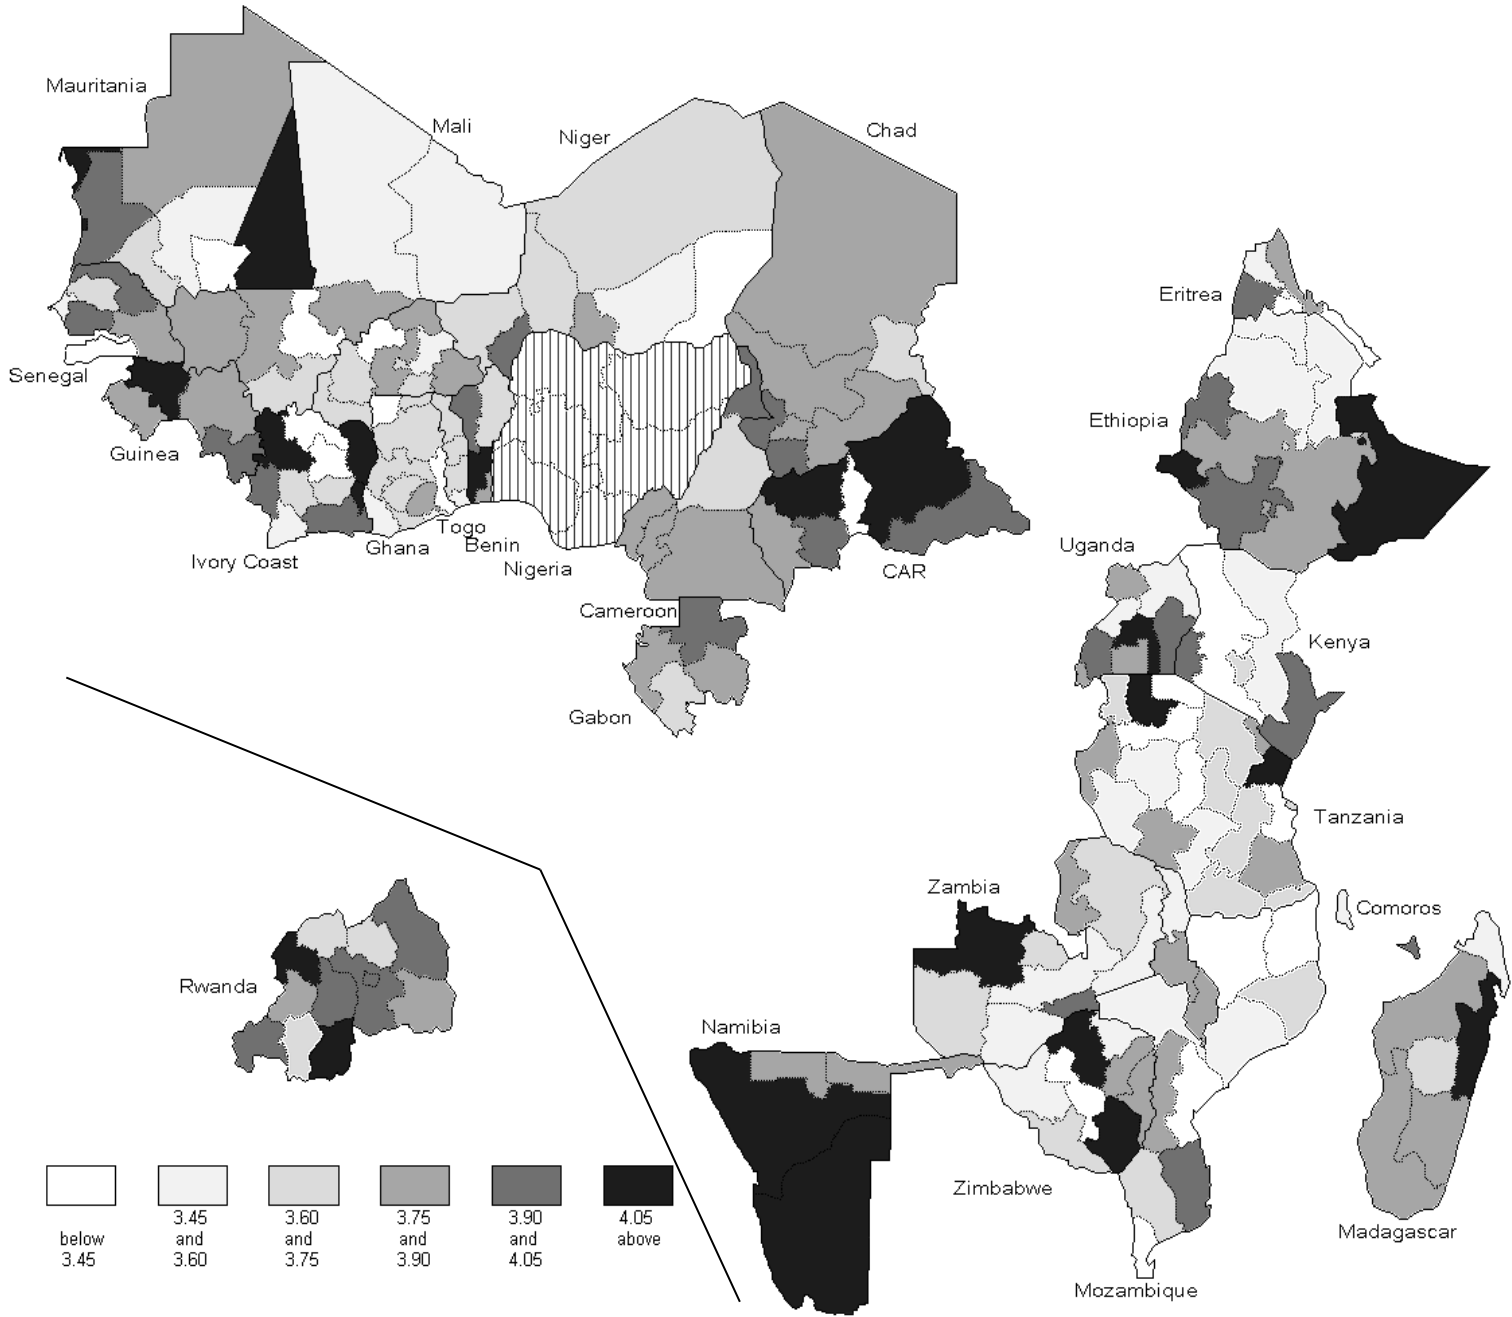 Mauritania
Mali
Niger
Chad
Eritrea
Senegal
Ethiopia
Guinea
Togo
Ivory Coast
Ghana
Benin
Nigeria
CAR
Uganda
Cameroon
Kenya
Gabon
Tanzania
Zambia
Comoros
Rwanda
Namibia
Zimbabwe
Madagascar
Mozambique
below
3.45
3.45
and
3.60
3.60
and
3.75
3.75
and
3.90
3.90
and
4.05
4.05
above